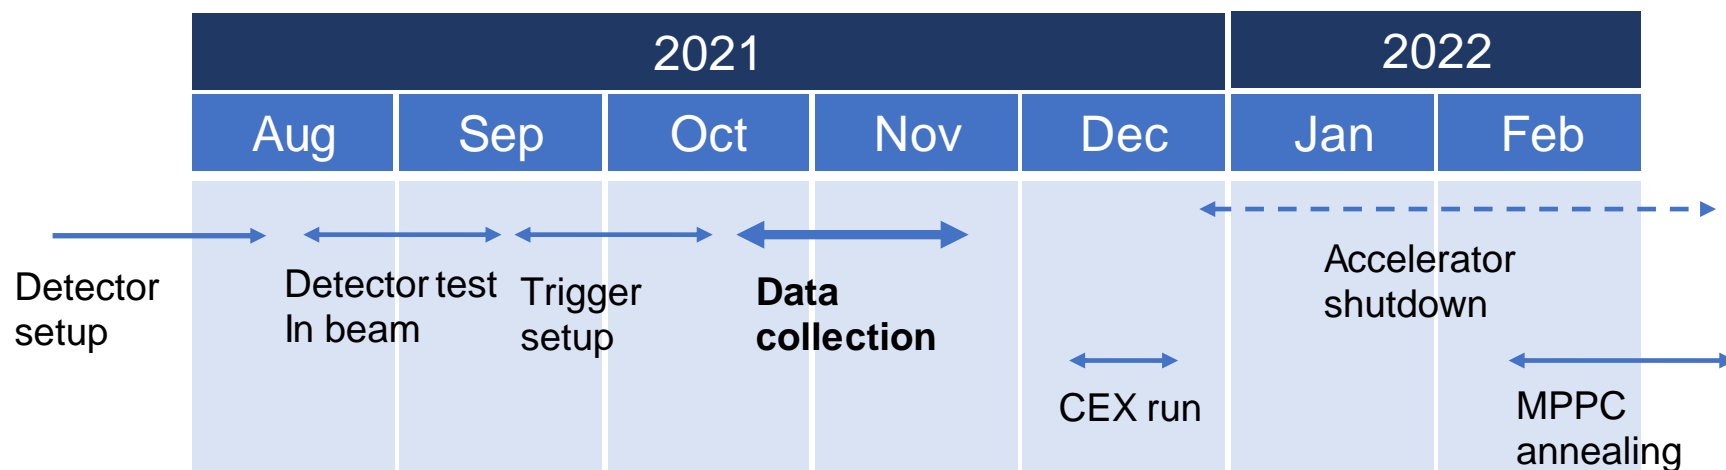 2021
2022
Aug
Sep
Oct
Nov
Dec
Jan
Feb
Detector
setup
Detector test
In beam
Trigger
setup
Data
collection
Accelerator
shutdown
CEX run
MPPC
annealing